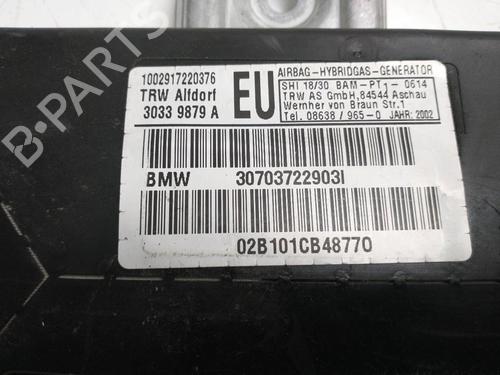 1002917220376
TRW Alfdorf
3033 9879 A
EU
AIRBAG-HYBRIDGAS-GENERATOR
SHI 18/30 BAM-PT1-0614
TRW AS GmbH,84544 Aschau
Wernher von Braun Str.1
Tel. 08638 / 965-0 JAHR: 2002
BMW 30703722903I
02B101CB48770
B-PARTS